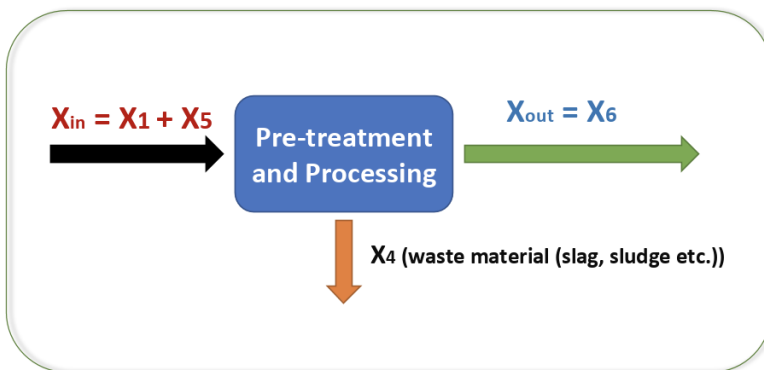 Xin = X1 + X5
Xout = X6
Pre-treatment
and Processing
X4 (waste material (slag, sludge etc.))